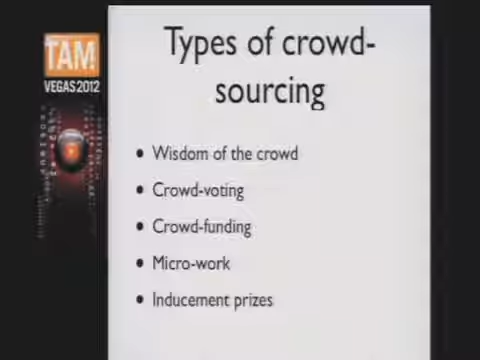 TAM!
VEGAS 2012
Types of crowd-
sourcing
• Wisdom of the crowd
• Crowd-voting
• Crowd-funding
• Micro-work
• Inducement prizes